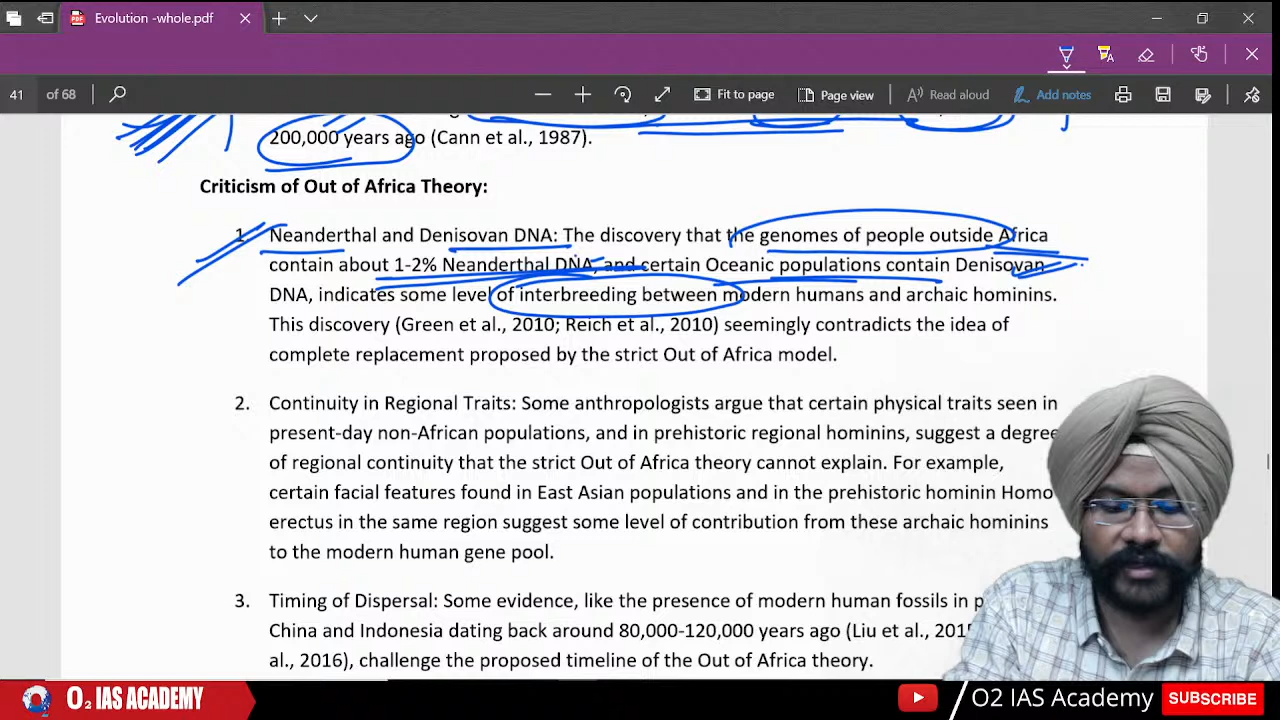 Evolution -whole.pdf
41 of 68
Fit to page
Page view
Read aloud
Add notes
200,000 years ago (Cann et al., 1987).
Criticism of Out of Africa Theory:
1. Neanderthal and Denisovan DNA: The discovery that the genomes of people outside Africa
contain about 1-2% Neanderthal DNA, and certain Oceanic populations contain Denisovan
DNA, indicates some level of interbreeding between modern humans and archaic hominins.
This discovery (Green et al., 2010; Reich et al., 2010) seemingly contradicts the idea of
complete replacement proposed by the strict Out of Africa model.
2. Continuity in Regional Traits: Some anthropologists argue that certain physical traits seen in
present-day non-African populations, and in prehistoric regional hominins, suggest a degree
of regional continuity that the strict Out of Africa theory cannot explain. For example,
certain facial features found in East Asian populations and in the prehistoric hominin Homo
erectus in the same region suggest some level of contribution from these archaic hominins
to the modern human gene pool.
3. Timing of Dispersal: Some evidence, like the presence of modern human fossils in
China and Indonesia dating back around 80,000-120,000 years ago (Liu et al.,
al., 2016), challenge the proposed timeline of the Out of Africa theory.
O2 IAS ACADEMY
O2 IAS Academy
SUBSCRIBE